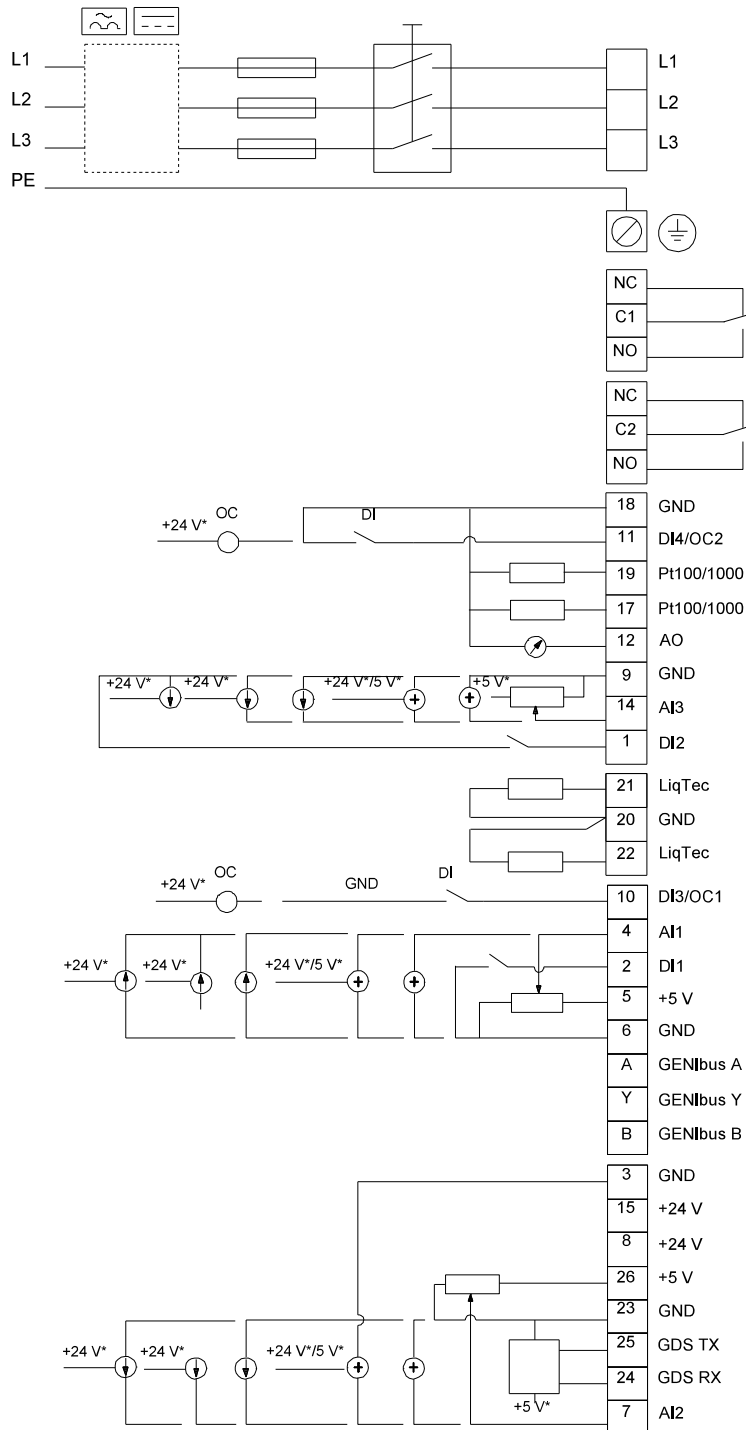 L1 L1
L2 L2
L3 L3
PE
NC
C1
NO
NC
C2
NO
18 GND
+24 V* OC DI 11 DI4/OC2
19 Pt100/1000
17 Pt100/1000
12 AO
9 GND
+24 V* +24 V* +24 V*/5 V* +5 V*
14 AI3
1 DI2
21 LiqTec
20 GND
22 LiqTec
+24 V* OC GND DI 10 DI3/OC1
4 AI1
2 DI1
+24 V* +24 V* +24 V*/5 V*
5 +5 V
6 GND
A GENIbus A
Y GENIbus Y
B GENIbus B
3 GND
15 +24 V
8 +24 V
26 +5 V
23 GND
25 GDS TX
+24 V* +24 V* +24 V*/5 V*
24 GDS RX
+5 V*
7 AI2